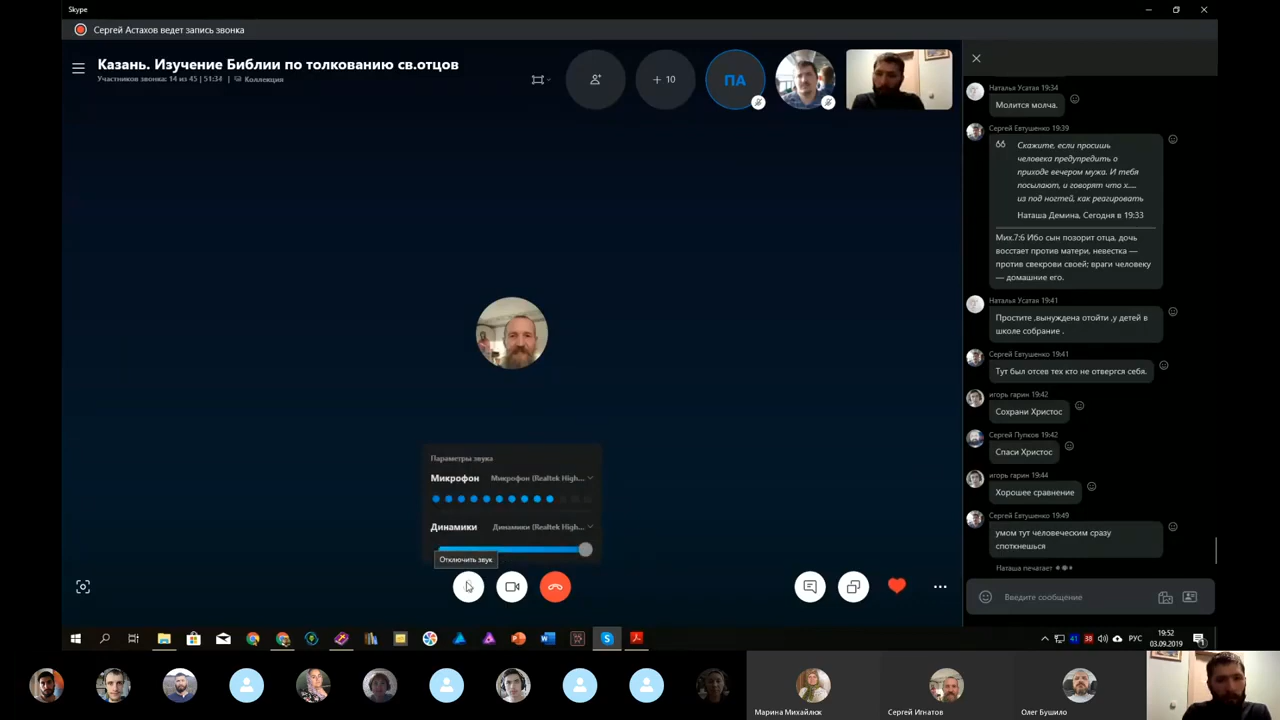 Skype
Сергей Астахов ведет запись звонка
Казань. Изучение Библии по толкованию св.отцов
Участников звонка: 14 из 45 | 51:34 | Коллекция
+ 10
ПА
Наталья Усатая 19:34
Молится молча.
Сергей Евтушенко 19:39
Скажите, если просишь
человека предупредить о
приходе вечером мужа. И тебя
посылают, и говорят что х....
из под ногтей, как реагировать
Наташа Демина, Сегодня в 19:33
Мих.7:6 Ибо сын позорит отца, дочь
восстает против матери, невестка —
против свекрови своей; враги человеку
— домашние его.
Наталья Усатая 19:41
Простите ,вынуждена отойти ,у детей в
школе собрание .
Сергей Евтушенко 19:41
Тут был отсев тех кто не отвергся себя.
игорь гарин 19:42
Сохрани Христос
Сергей Пупков 19:42
Спаси Христос
игорь гарин 19:44
Хорошее сравнение
Сергей Евтушенко 19:49
умом тут человеческим сразу
споткнешься
Наташа печатает
Введите сообщение
Параметры звука
Микрофон Микрофон (Realtek High...
Динамики Динамики (Realtek High...
Отключить звук
41 38 РУС
19:52
03.09.2019
Марина Михайлюк
Сергей Игнатов
Олег Бушило